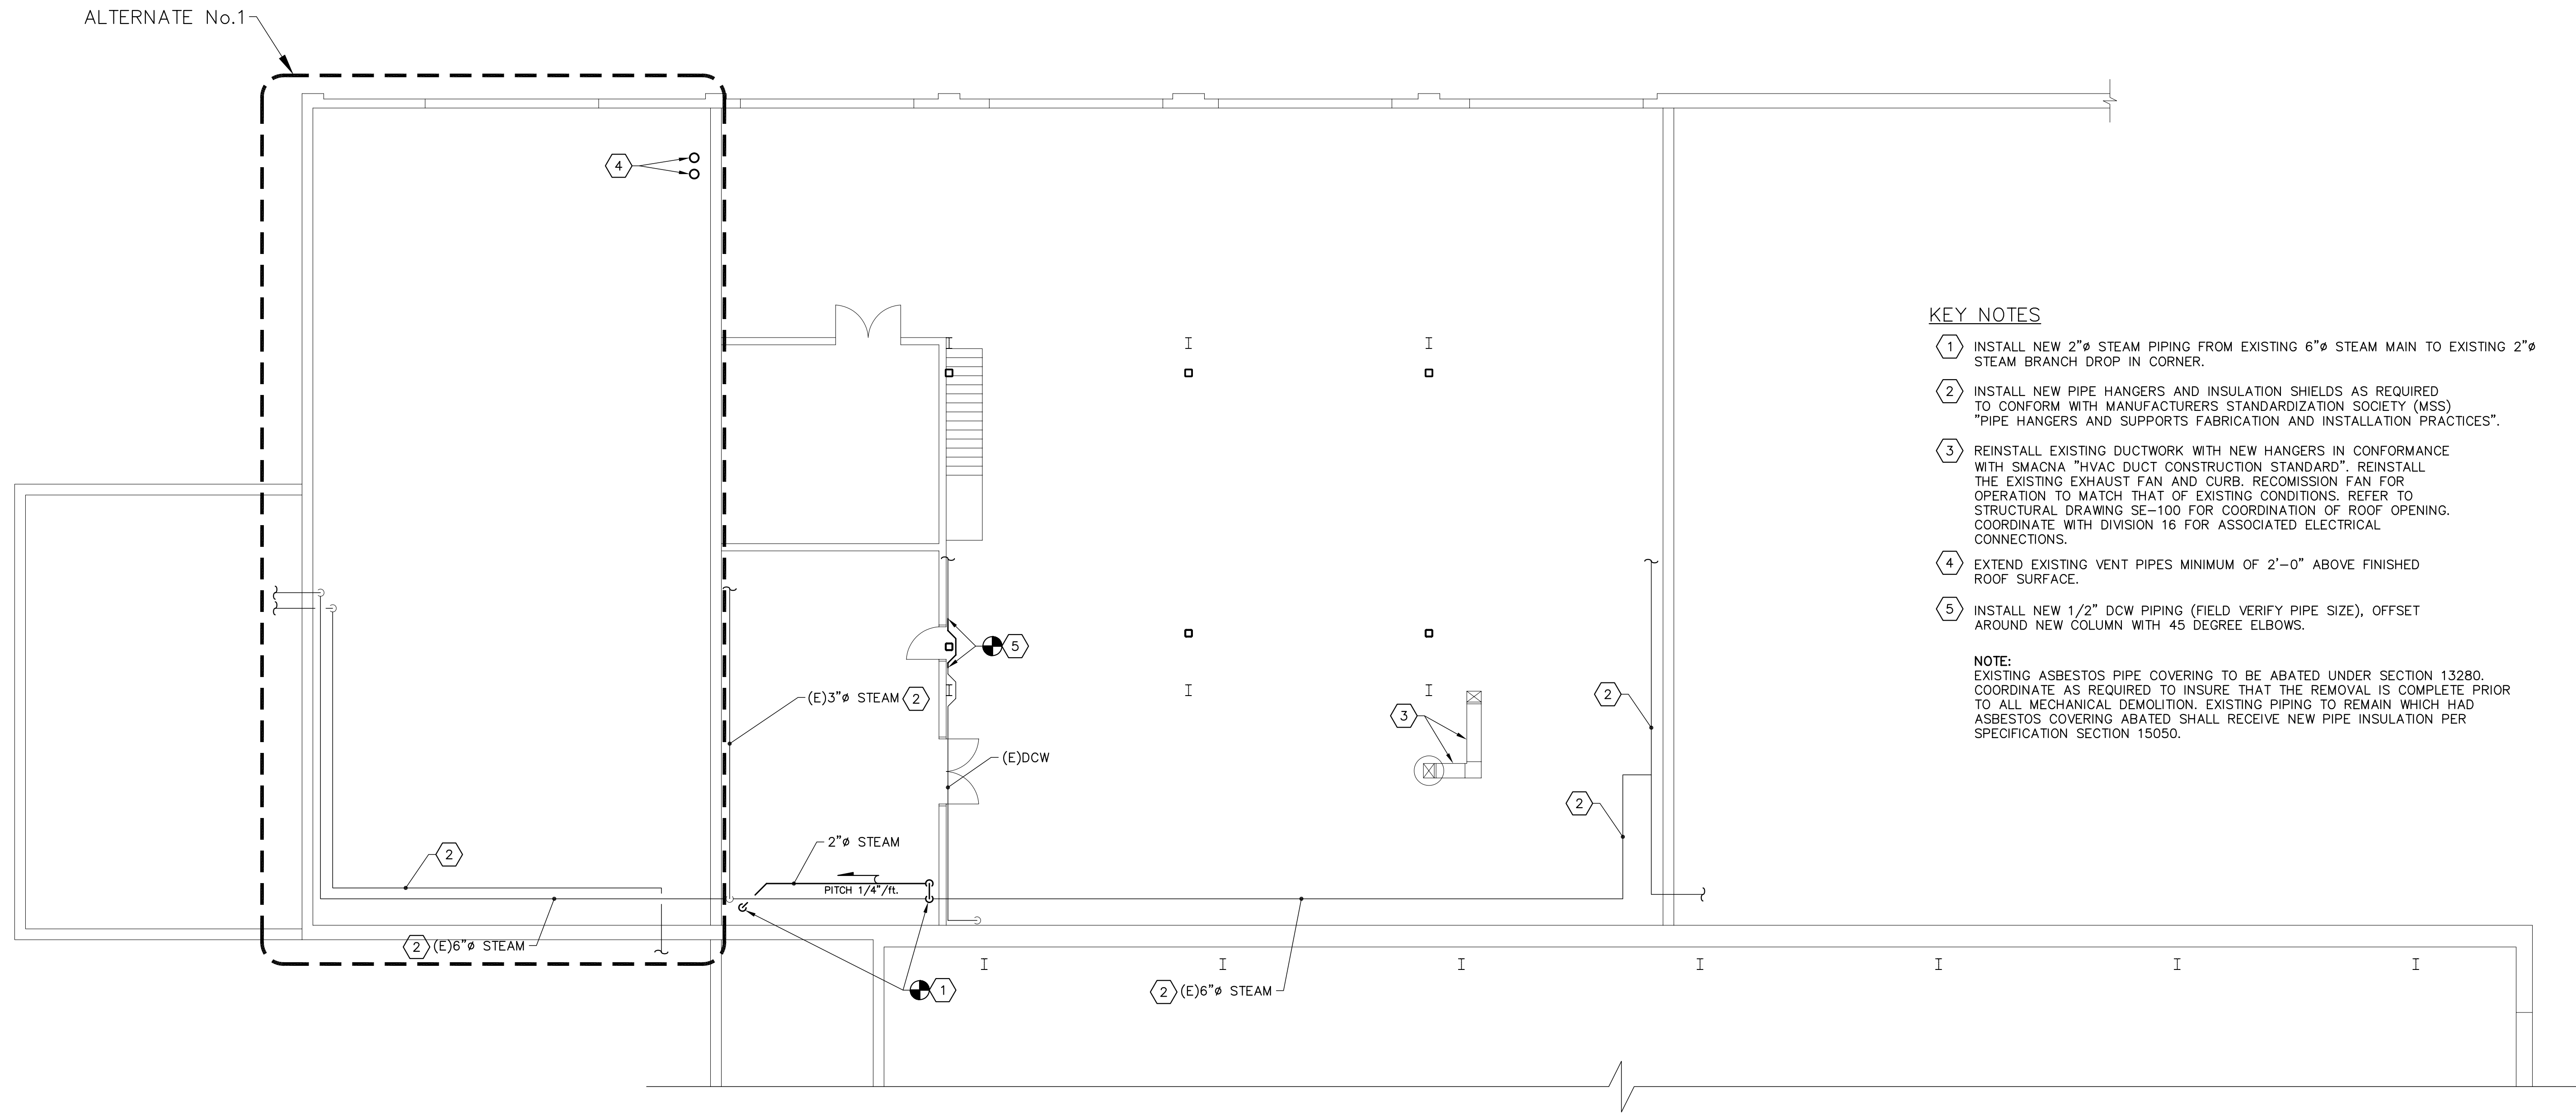 ALTERNATE No.1
4
KEY NOTES
1 INSTALL NEW 2"ø STEAM PIPING FROM EXISTING 6"ø STEAM MAIN TO EXISTING 2"ø
STEAM BRANCH DROP IN CORNER.
2 INSTALL NEW PIPE HANGERS AND INSULATION SHIELDS AS REQUIRED
TO CONFORM WITH MANUFACTURERS STANDARDIZATION SOCIETY (MSS)
"PIPE HANGERS AND SUPPORTS FABRICATION AND INSTALLATION PRACTICES".
3 REINSTALL EXISTING DUCTWORK WITH NEW HANGERS IN CONFORMANCE
WITH SMACNA "HVAC DUCT CONSTRUCTION STANDARD". REINSTALL
THE EXISTING EXHAUST FAN AND CURB. RECOMISSION FAN FOR
OPERATION TO MATCH THAT OF EXISTING CONDITIONS. REFER TO
STRUCTURAL DRAWING SE-100 FOR COORDINATION OF ROOF OPENING.
COORDINATE WITH DIVISION 16 FOR ASSOCIATED ELECTRICAL
CONNECTIONS.
4 EXTEND EXISTING VENT PIPES MINIMUM OF 2'-0" ABOVE FINISHED
ROOF SURFACE.
5 INSTALL NEW 1/2" DCW PIPING (FIELD VERIFY PIPE SIZE), OFFSET
AROUND NEW COLUMN WITH 45 DEGREE ELBOWS.
NOTE:
EXISTING ASBESTOS PIPE COVERING TO BE ABATED UNDER SECTION 13280.
COORDINATE AS REQUIRED TO INSURE THAT THE REMOVAL IS COMPLETE PRIOR
TO ALL MECHANICAL DEMOLITION. EXISTING PIPING TO REMAIN WHICH HAD
ASBESTOS COVERING ABATED SHALL RECEIVE NEW PIPE INSULATION PER
SPECIFICATION SECTION 15050.
5
(E)3"ø STEAM 2
2
3
(E)DCW
2
2"ø STEAM
2
PITCH 1/4"/ft.
2 (E)6"ø STEAM
1
2 (E)6"ø STEAM